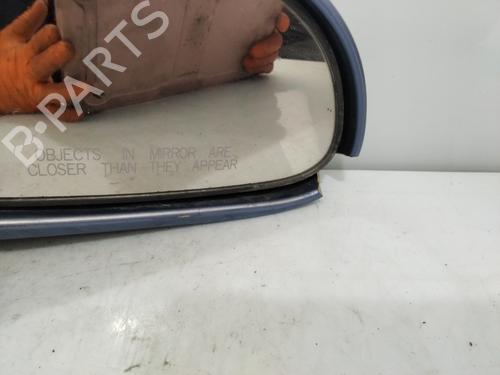 B-PARTS
OBJECTS IN MIRROR ARE
CLOSER THAN THEY APPEAR